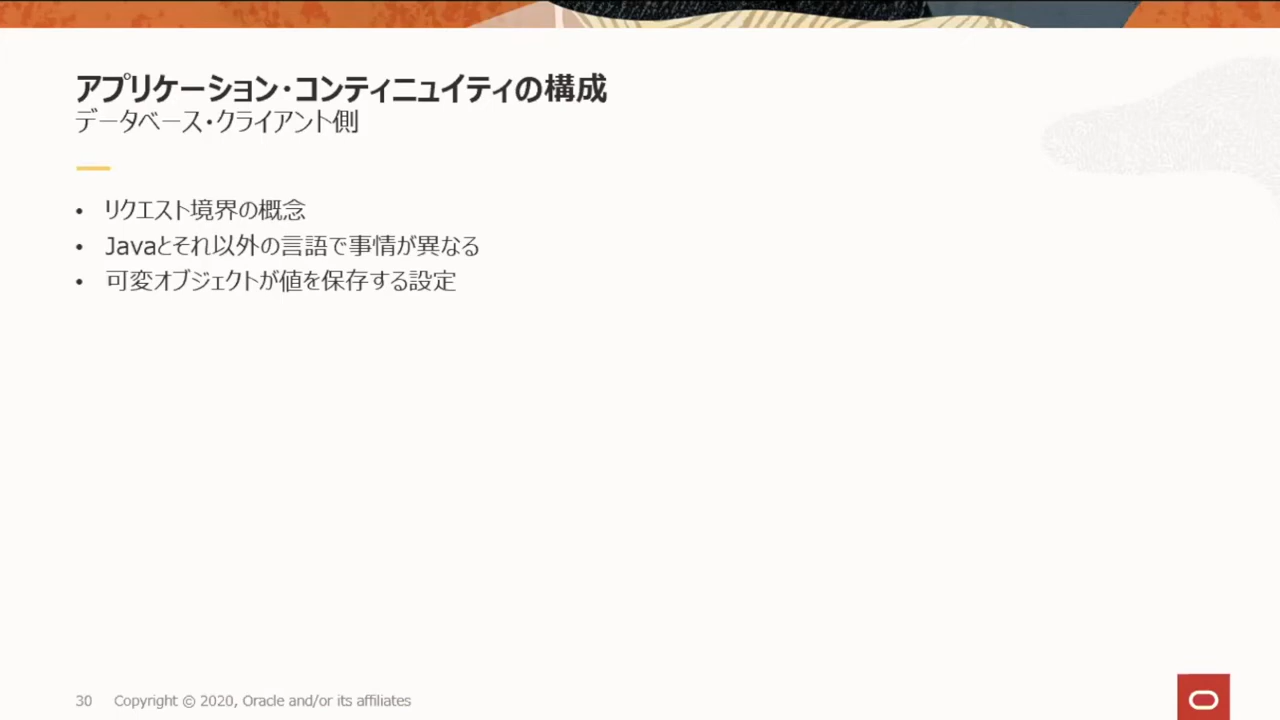 アプリケーション・コンティニュイティの構成
データベース・クライアント側
• リクエスト境界の概念
• Javaとそれ以外の言語で事情が異なる
• 可変オブジェクトが値を保存する設定
30 Copyright © 2020, Oracle and/or its affiliates